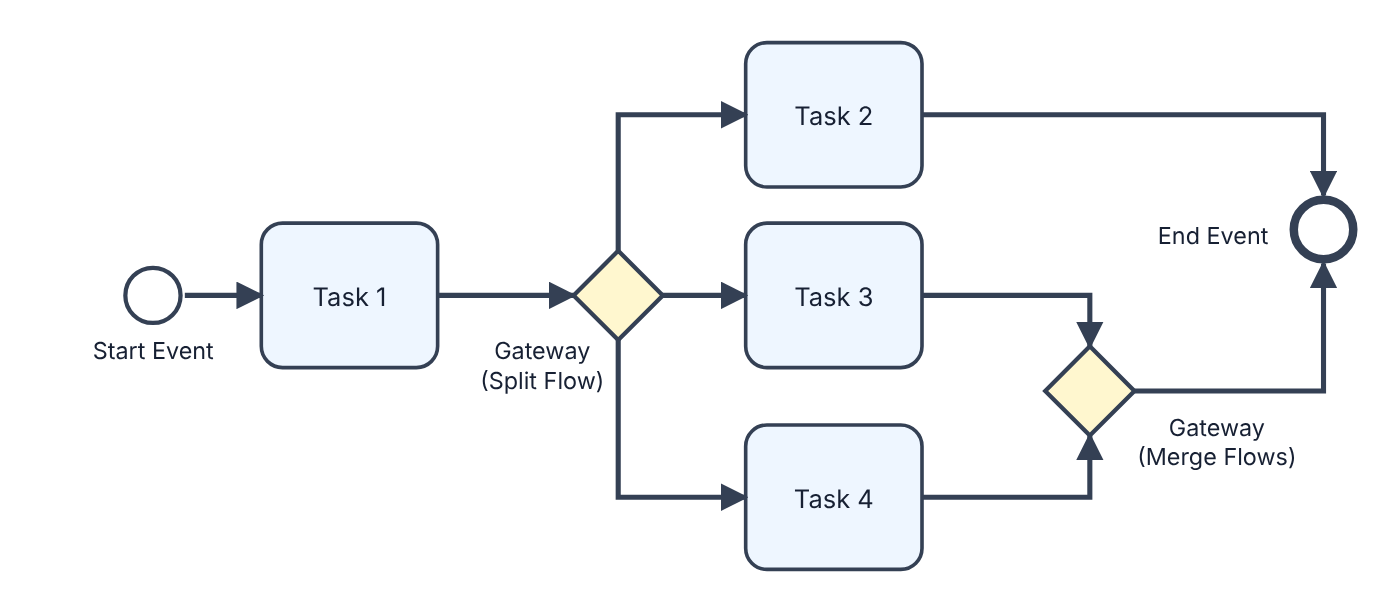 Start Event
Task 1
Gateway
(Split Flow)
Task 2
Task 3
Task 4
End Event
Gateway
(Merge Flows)